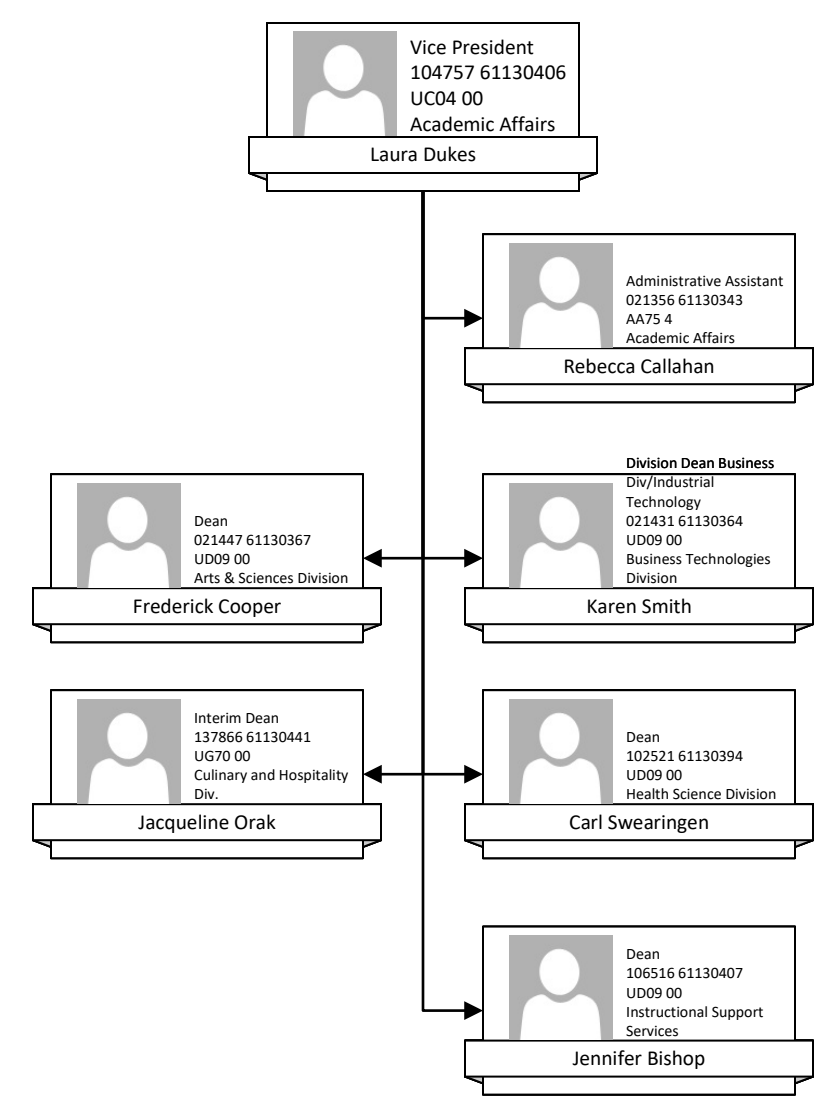 Vice President
104757 61130406
UC04 00
Academic Affairs
Laura Dukes
Administrative Assistant
021356 61130343
AA75 4
Academic Affairs
Rebecca Callahan
Dean
021447 61130367
UD09 00
Arts & Sciences Division
Frederick Cooper
Division Dean Business
Div/Industrial
Technology
021431 61130364
UD09 00
Business Technologies
Division
Karen Smith
Interim Dean
137866 61130441
UG70 00
Culinary and Hospitality
Div.
Jacqueline Orak
Dean
102521 61130394
UD09 00
Health Science Division
Carl Swearingen
Dean
106516 61130407
UD09 00
Instructional Support
Services
Jennifer Bishop